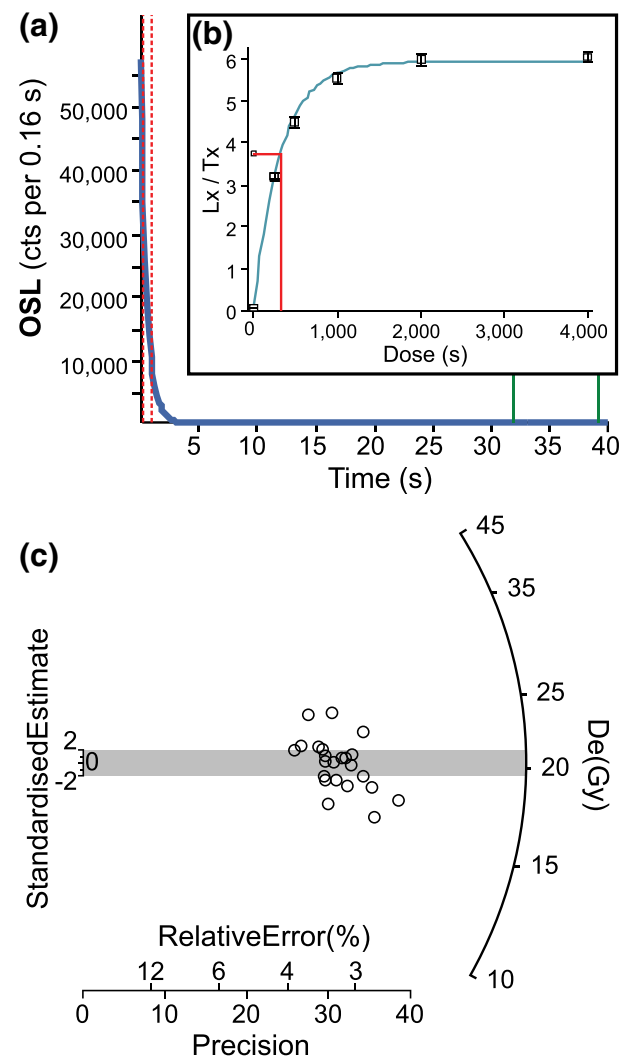 (a)
OSL (cts per 0.16 s)
50,000
40,000
30,000
20,000
10,000
5 10 15 20 25 30 35 40
Time (s)
(b)
Lx / Tx
6
5
4
3
2
1
0
0 1,000 2,000 3,000 4,000
Dose (s)
(c)
StandardisedEstimate
2
0
-2
45
35
25
20
15
10
De(Gy)
RelativeError(%)
12 6 4 3
0 10 20 30 40
Precision